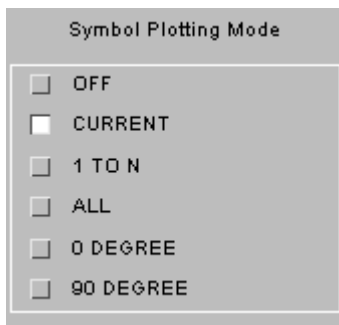 Symbol Plotting Mode
OFF
CURRENT
1 TO N
ALL
0 DEGREE
90 DEGREE